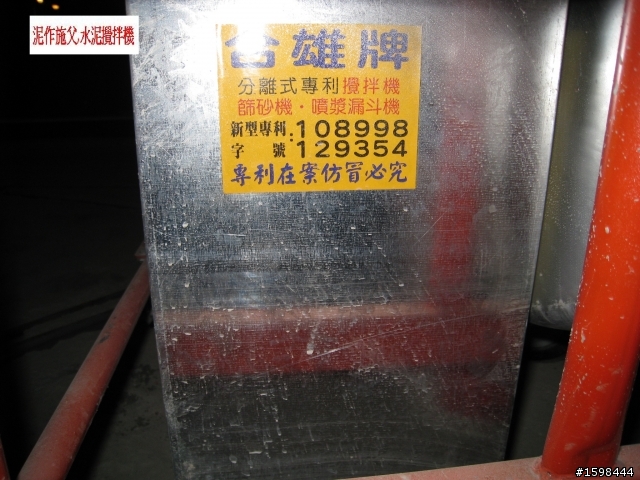 泥作施父.水泥攪拌機
台雄牌
分離式專利攪拌機
篩砂機·噴漿漏斗機
新型專利:108998
字 號:129354
專利在案仿冒必究
#1598444